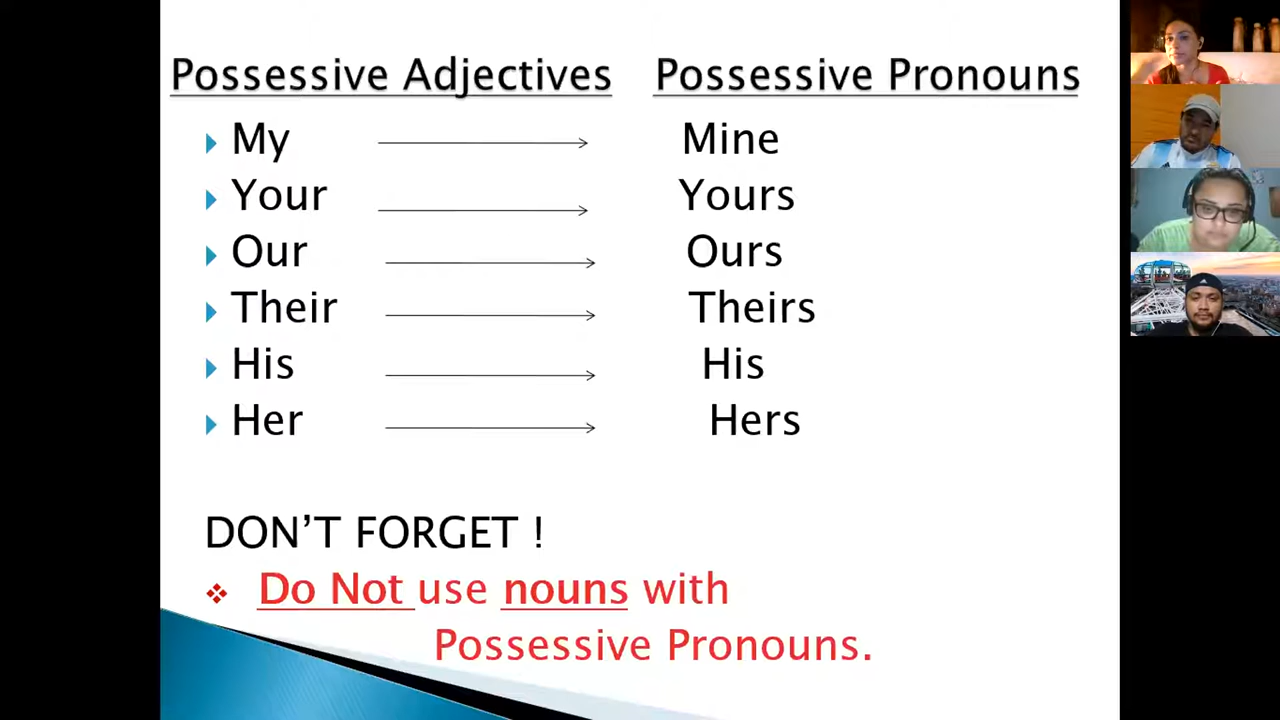 Possessive Adjectives Possessive Pronouns
My Mine
Your Yours
Our Ours
Their Theirs
His His
Her Hers
DON’T FORGET !
Do Not use nouns with
Possessive Pronouns.